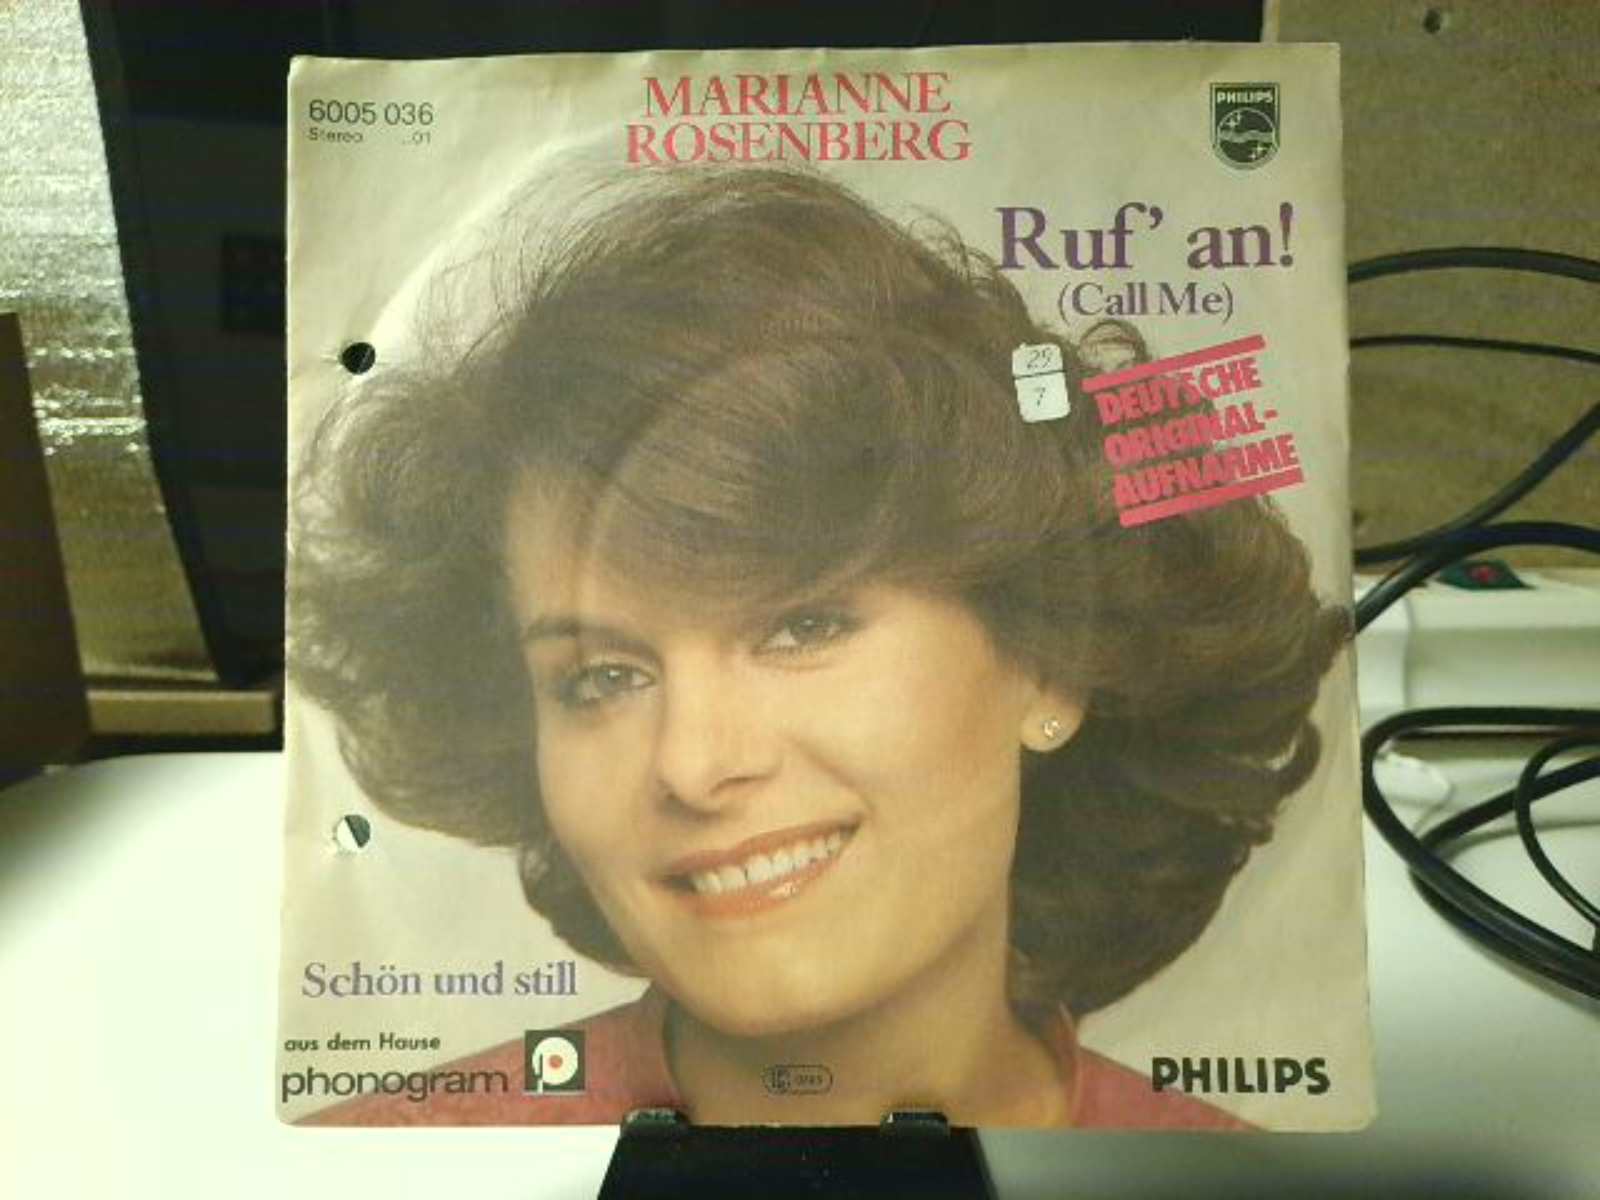 6005 036
Stereo ..01
MARIANNE
ROSENBERG
PHILIPS
Ruf’ an!
(Call Me)
29
7
DEUTSCHE
ORIGINAL-
AUFNAHME
Schön und still
aus dem Hause
phonogram
PHILIPS